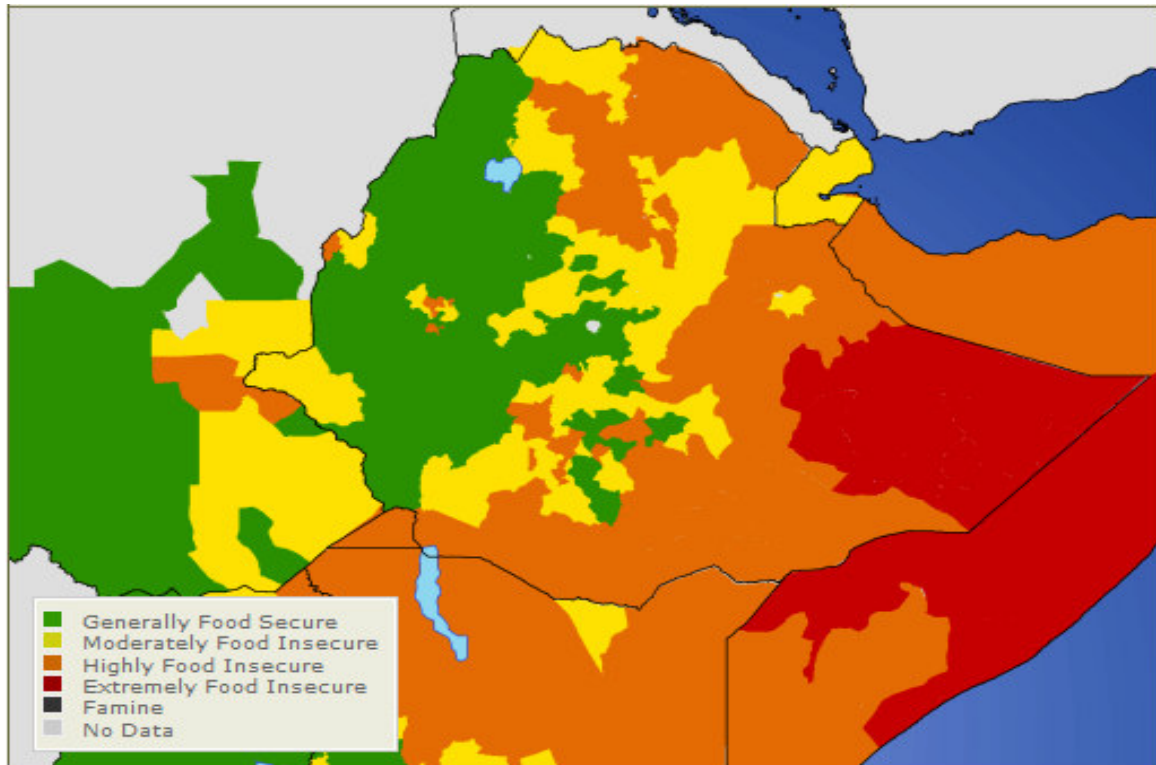 Generally Food Secure
Moderately Food Insecure
Highly Food Insecure
Extremely Food Insecure
Famine
No Data